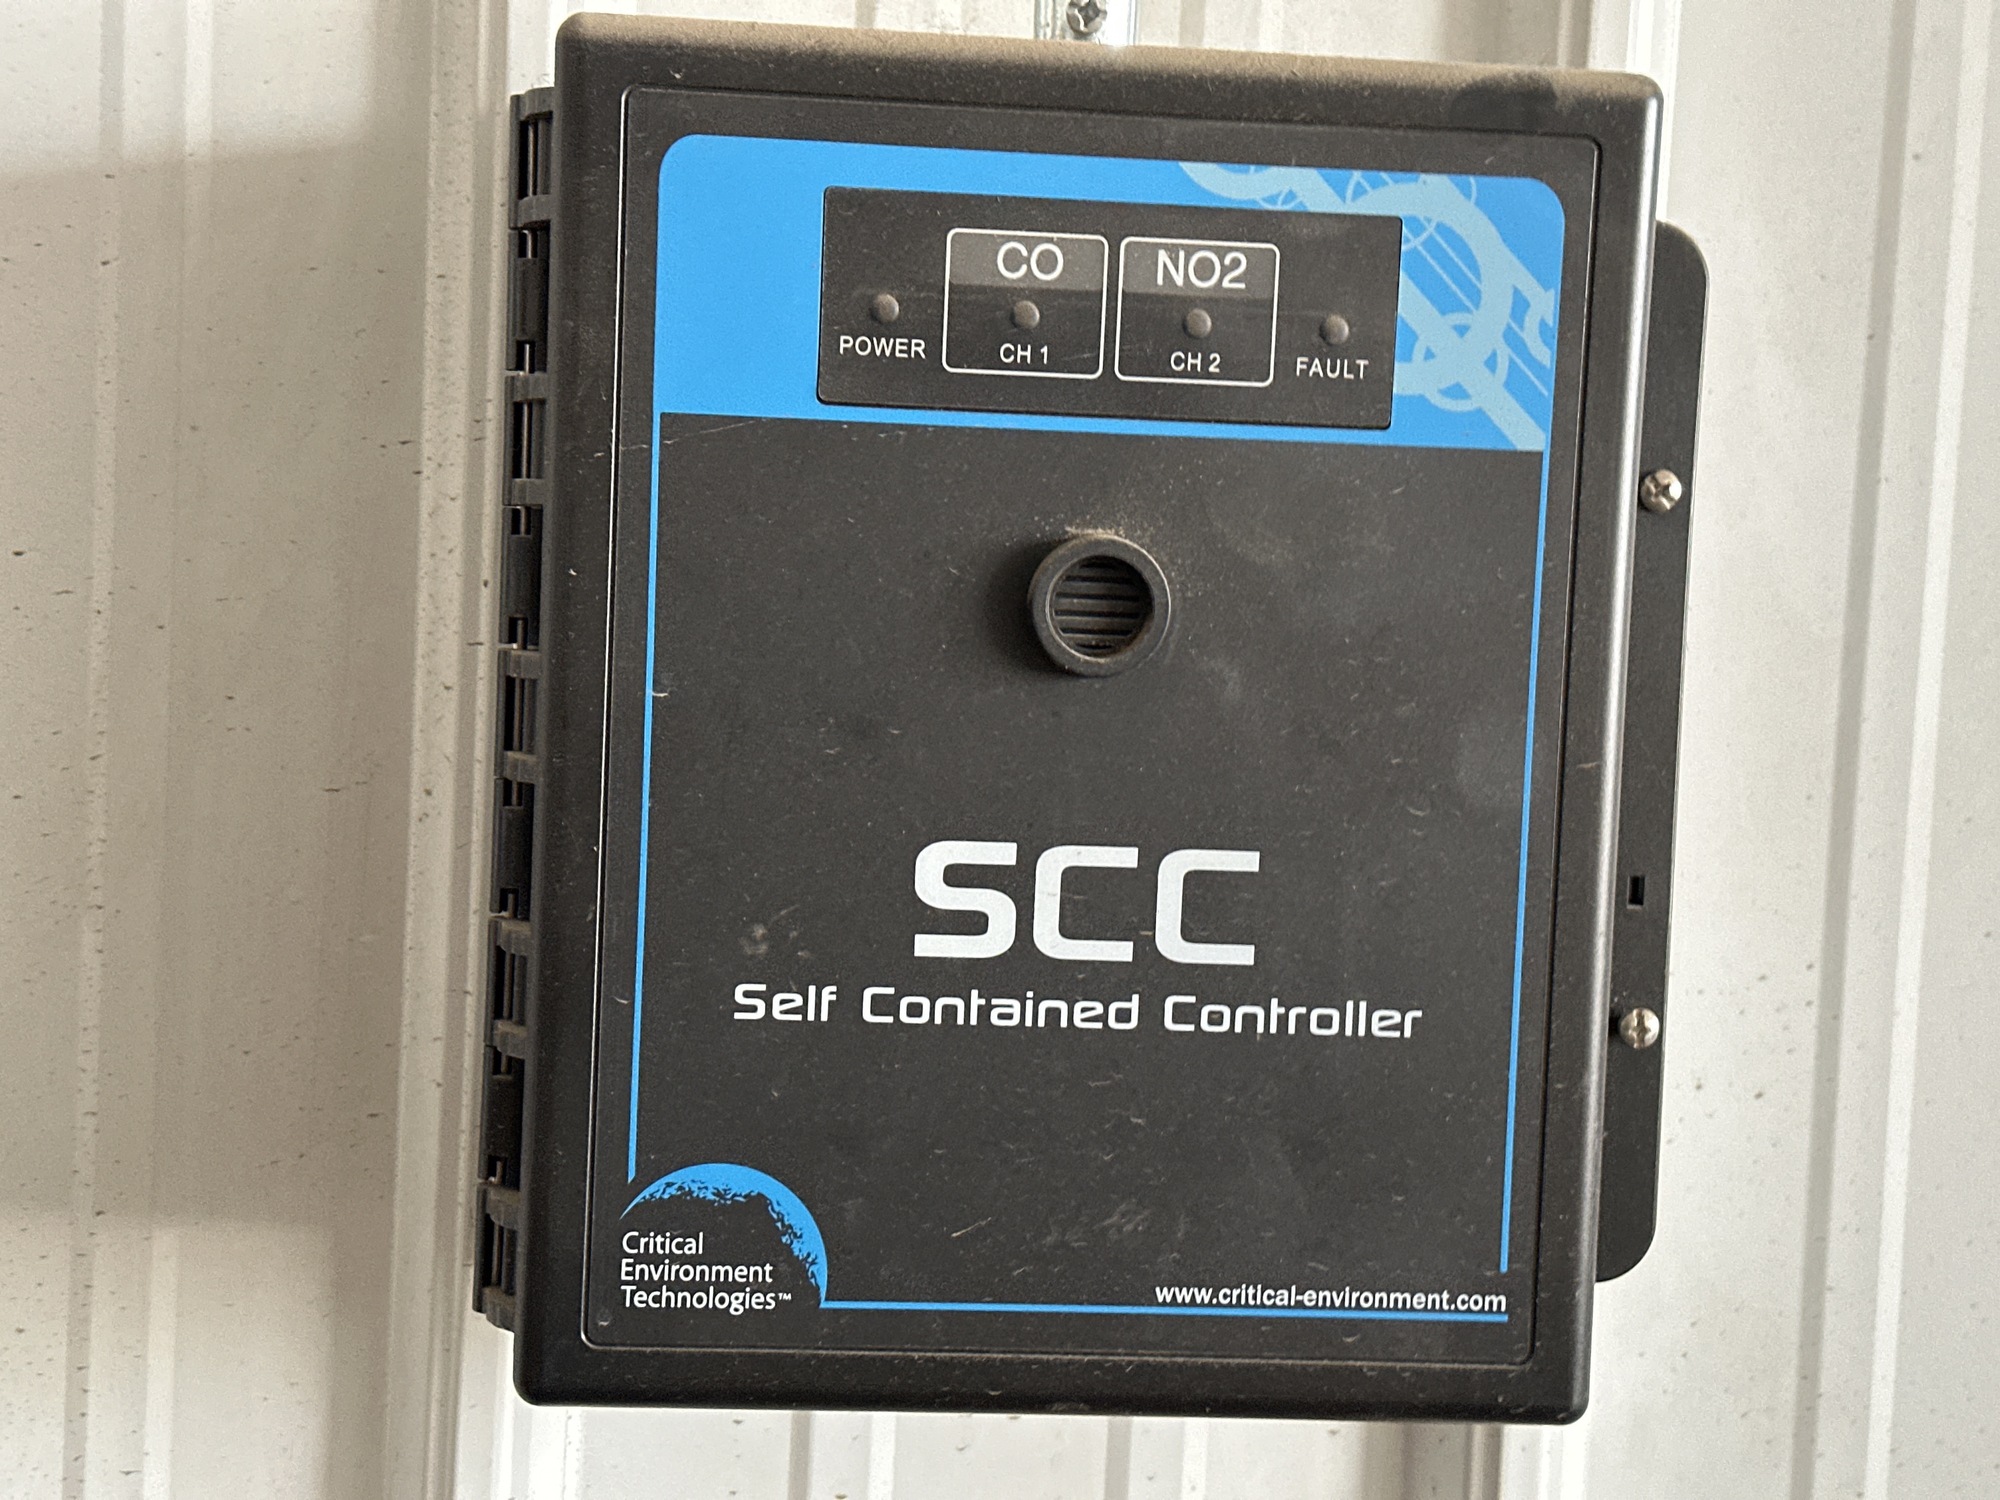 CO
NO2
POWER
CH 1
CH 2
FAULT
SCC
Self Contained Controller
Critical
Environment
Technologies™
www.critical-environment.com